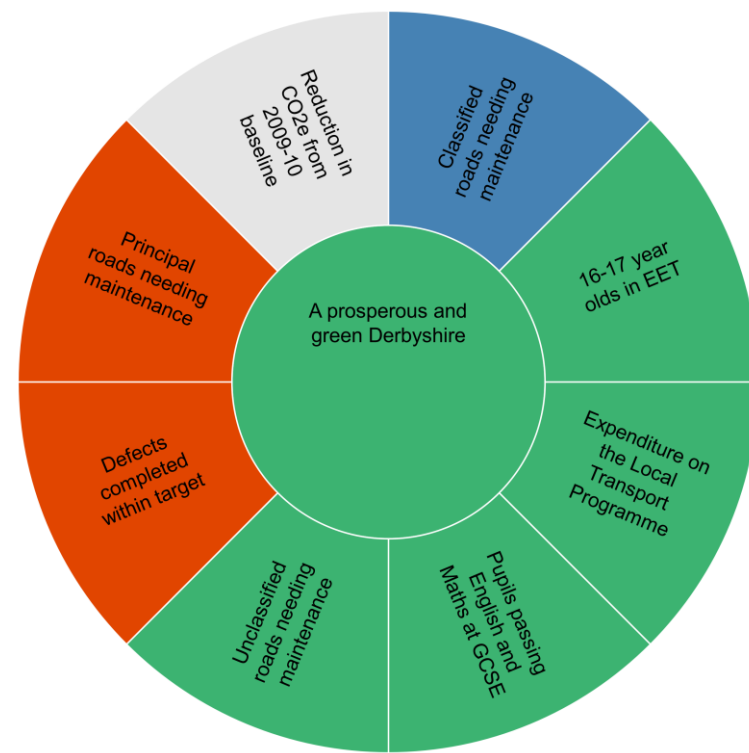 A prosperous and
green Derbyshire
Classified
roads needing
maintenance
16-17 year
olds in EET
Expenditure on
the Local
Transport
Programme
Pupils passing
English and
Maths at GCSE
Unclassified
roads needing
maintenance
Defects
completed
within target
Principal
roads needing
maintenance
Reduction in
CO2e from
2009-10
baseline